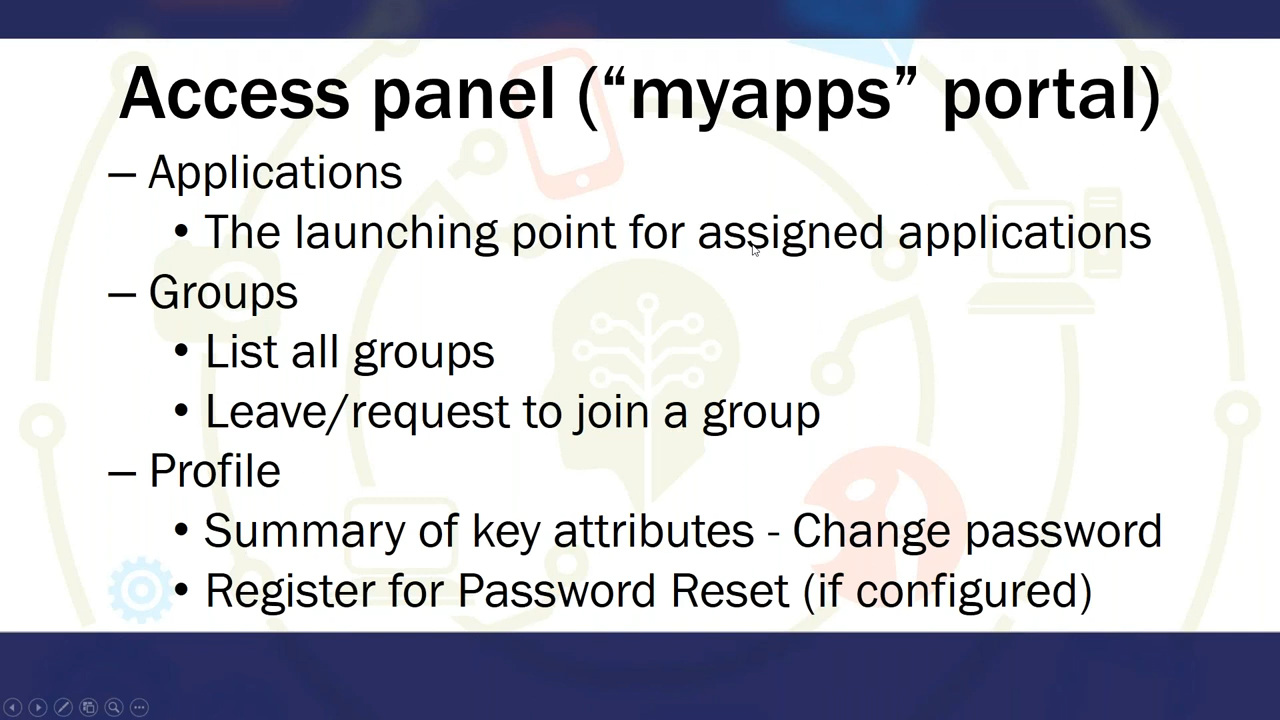 Access panel (“myapps” portal)
– Applications
• The launching point for assigned applications
– Groups
• List all groups
• Leave/request to join a group
– Profile
• Summary of key attributes - Change password
• Register for Password Reset (if configured)